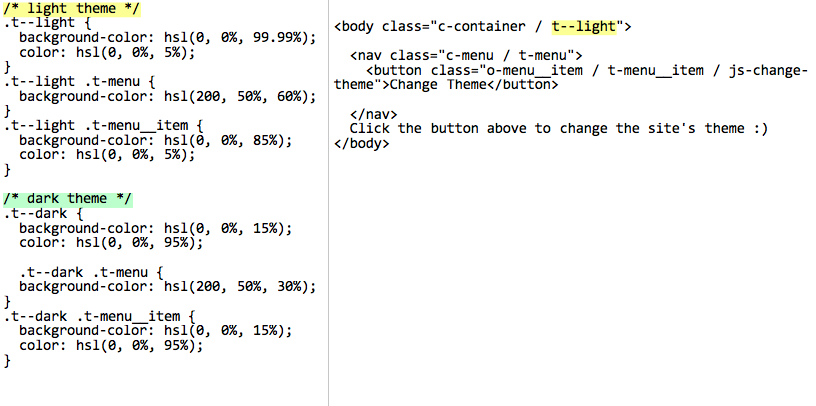 /* light theme */
.t--light {
  background-color: hsl(0, 0%, 99.99%);
  color: hsl(0, 0%, 5%);
}
.t--light .t-menu {
  background-color: hsl(200, 50%, 60%);
}
.t--light .t-menu__item {
  background-color: hsl(0, 0%, 85%);
  color: hsl(0, 0%, 5%);
}

/* dark theme */
.t--dark {
  background-color: hsl(0, 0%, 15%);
  color: hsl(0, 0%, 95%);

  .t--dark .t-menu {
  background-color: hsl(200, 50%, 30%);
}
.t--dark .t-menu__item {
  background-color: hsl(0, 0%, 15%);
  color: hsl(0, 0%, 95%);
}

<body class="c-container / t--light">

  <nav class="c-menu / t-menu">
    <button class="o-menu__item / t-menu__item / js-change-
theme">Change Theme</button>

  </nav>
  Click the button above to change the site's theme :)
</body>